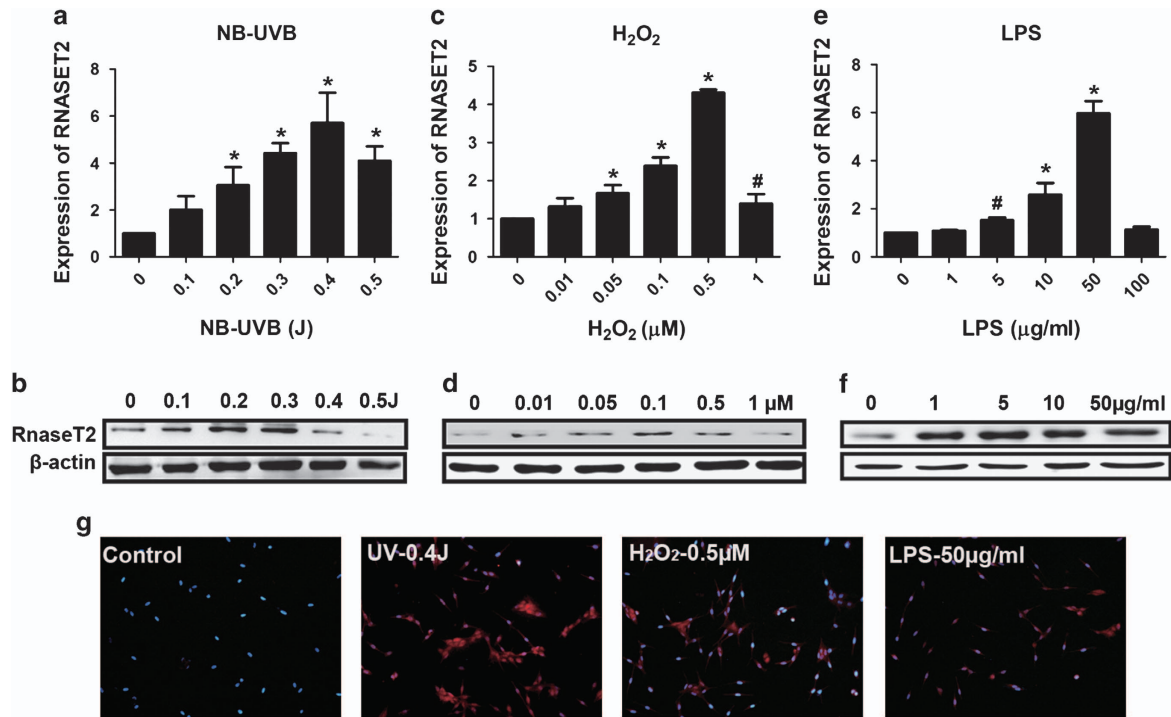 a
NB-UVB
Expression of RNASET2
8
6
4
2
0
*
*
*
*
0
0.1
0.2
0.3
0.4
0.5
NB-UVB (J)
c
H₂O₂
Expression of RNASET2
5
4
3
2
1
0
*
*
*
#
0
0.01
0.05
0.1
0.5
1
H₂O₂ (μM)
e
LPS
Expression of RNASET2
8
6
4
2
0
#
*
*
0
1
5
10
50
100
LPS (μg/ml)
b
0 0.1 0.2 0.3 0.4 0.5J
RnaseT2
β-actin
d
0 0.01 0.05 0.1 0.5 1 μM
f
0 1 5 10 50μg/ml
g
Control
UV-0.4J
H₂O₂-0.5μM
LPS-50μg/ml